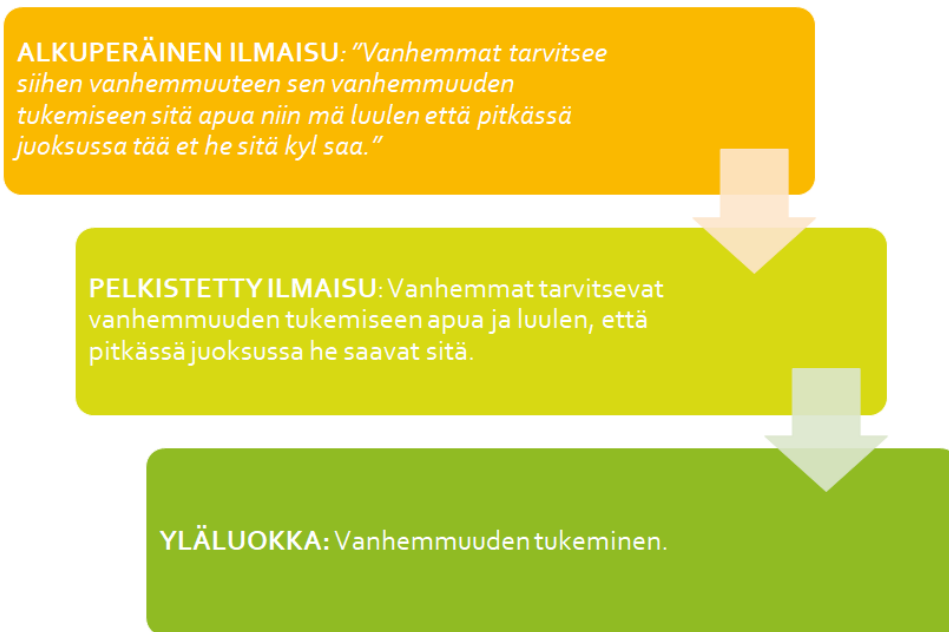 ALKUPERÄINEN ILMAISU: ”Vanhemmat tarvitsee
siihen vanhemmuuteen sen vanhemmuuden
tukemiseen sitä apua niin mä luulen että pitkässä
juoksussa tää et he sitä kyl saa.”
PELKISTETTY ILMAISU: Vanhemmat tarvitsevat
vanhemmuuden tukemiseen apua ja luulen, että
pitkässä juoksussa he saavat sitä.
YLÄLUOKKA: Vanhemmuuden tukeminen.